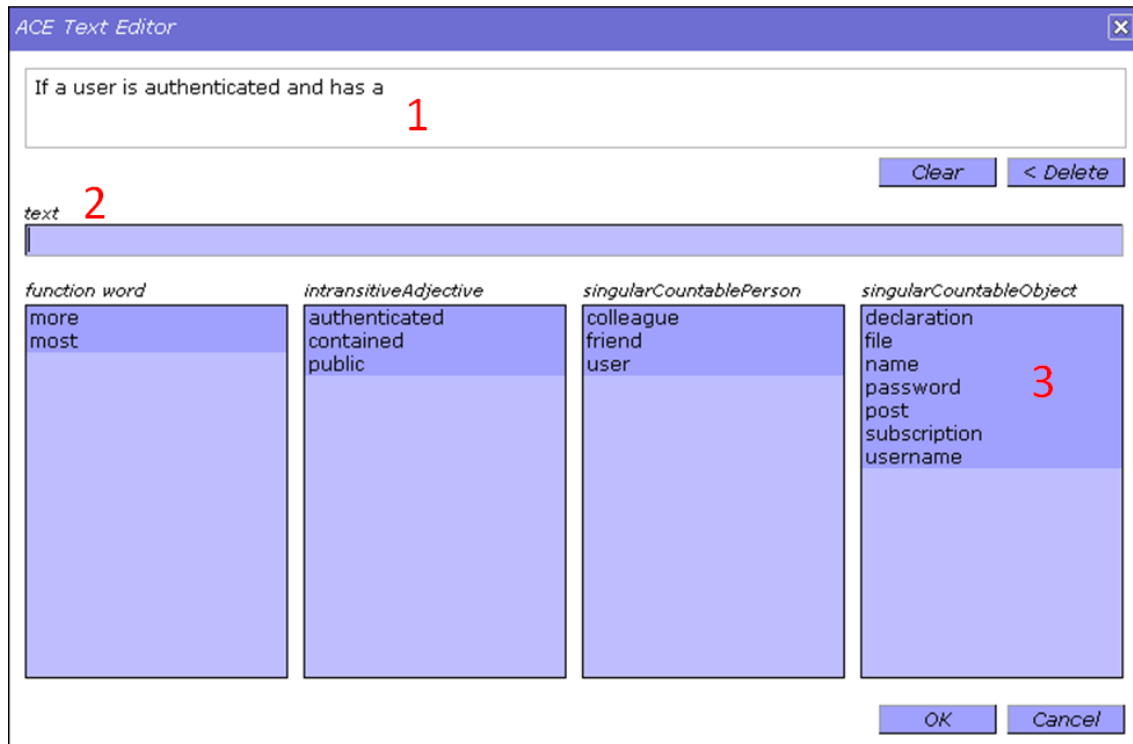 ACE Text Editor
If a user is authenticated and has a
1
Clear
< Delete
text
2
function word
more
most
intransitiveAdjective
authenticated
contained
public
singularCountablePerson
colleague
friend
user
singularCountableObject
declaration
file
name
password
post
subscription
username
3
OK
Cancel